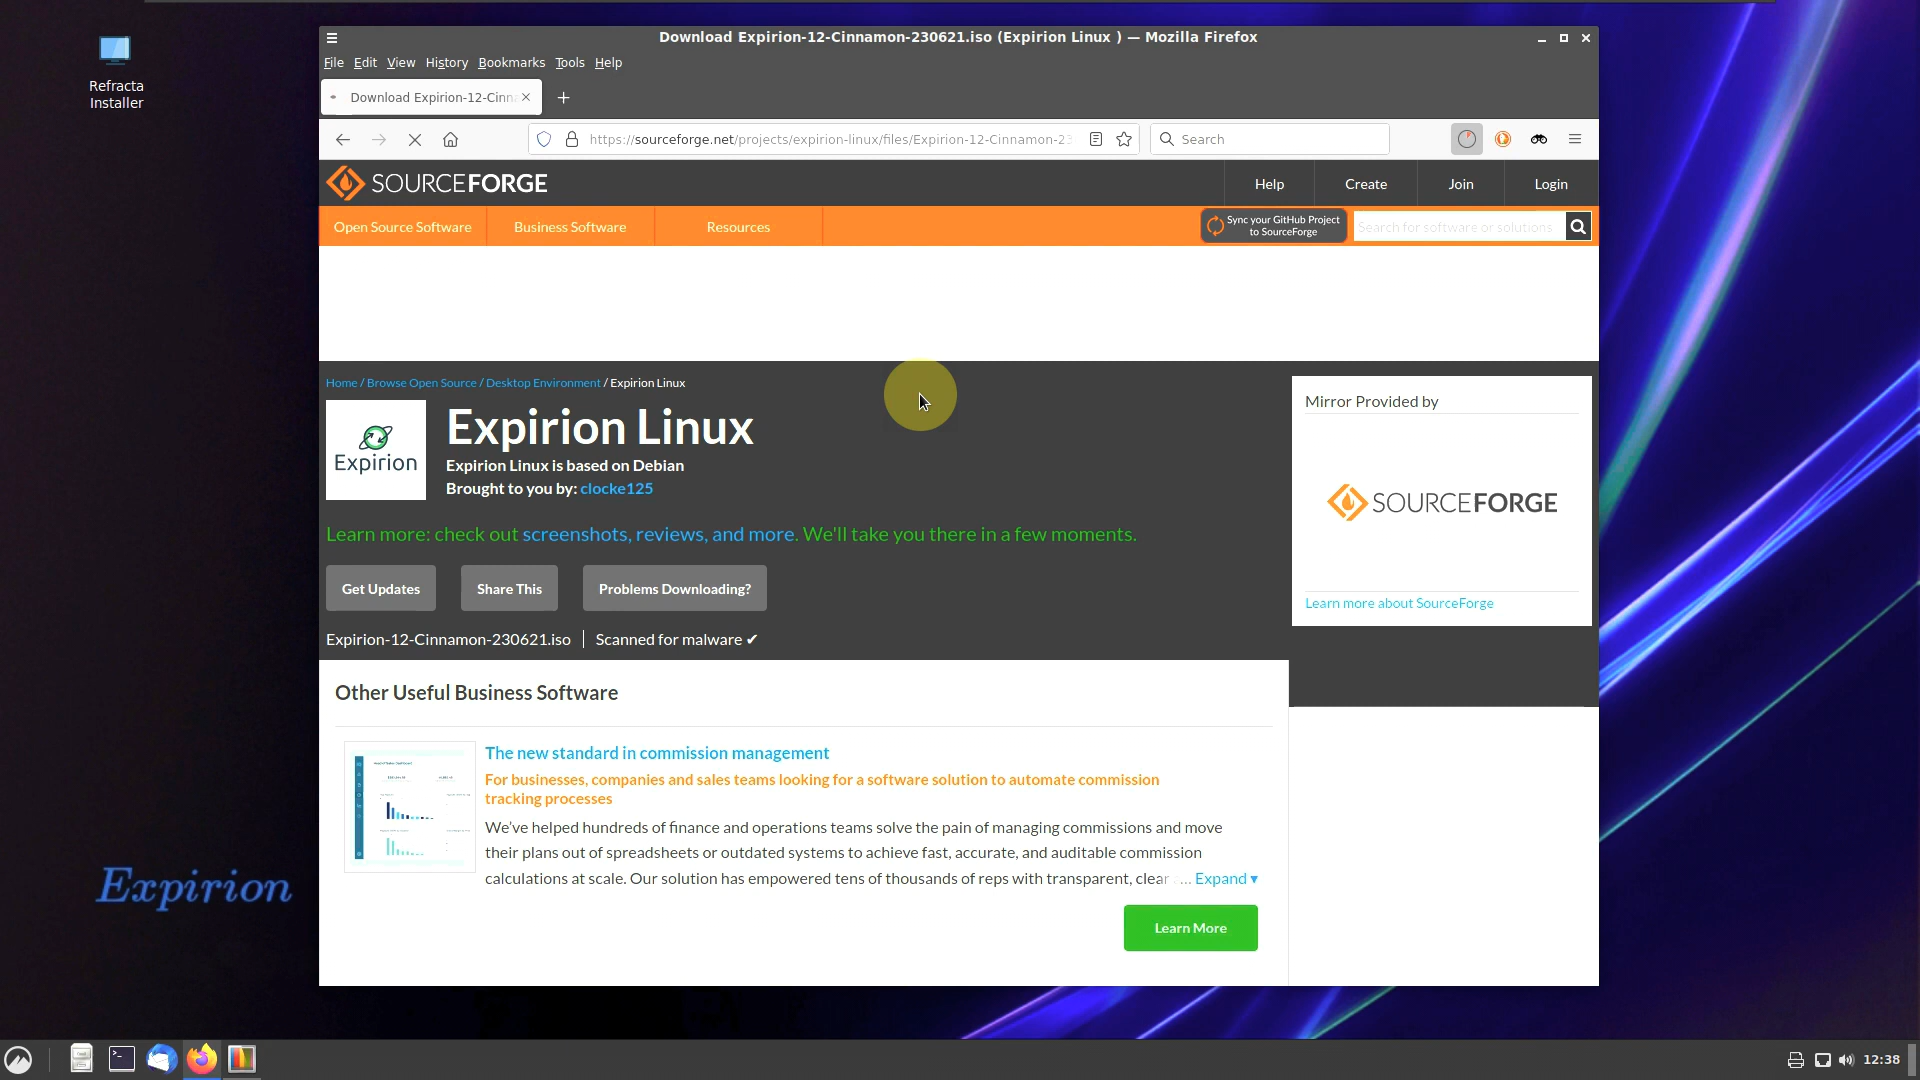 Refracta
Installer
Download Expirion-12-Cinnamon-230621.iso (Expirion Linux ) — Mozilla Firefox
File Edit View History Bookmarks Tools Help
Download Expirion-12-Cinn
https://sourceforge.net/projects/expirion-linux/files/Expirion-12-Cinnamon-23
Search
SOURCEFORGE
Help Create Join Login
Open Source Software Business Software Resources
Sync your GitHub Project
to SourceForge
Search for software or solutions
Home / Browse Open Source / Desktop Environment / Expirion Linux
Expirion
Expirion Linux
Expirion Linux is based on Debian
Brought to you by: clocke125
Learn more: check out screenshots, reviews, and more. We'll take you there in a few moments.
Get Updates Share This Problems Downloading?
Expirion-12-Cinnamon-230621.iso | Scanned for malware ✔
Mirror Provided by
SOURCEFORGE
Learn more about SourceForge
Other Useful Business Software
The new standard in commission management
For businesses, companies and sales teams looking for a software solution to automate commission
tracking processes
We've helped hundreds of finance and operations teams solve the pain of managing commissions and move
their plans out of spreadsheets or outdated systems to achieve fast, accurate, and auditable commission
calculations at scale. Our solution has empowered tens of thousands of reps with transparent, clear ... Expand ▾
Learn More
Expirion
12:38